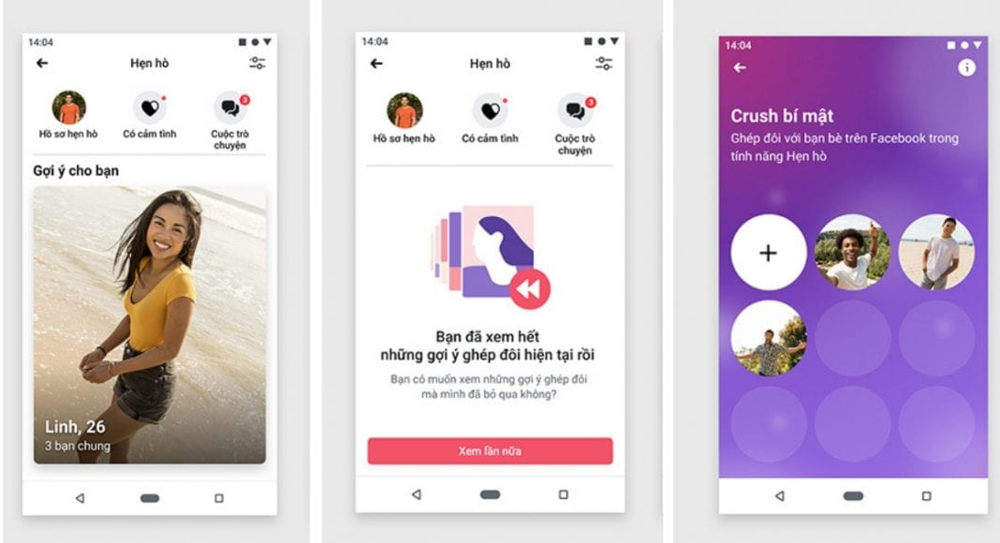 14:04
Hẹn hò
3
Hồ sơ hẹn hò
Có cảm tình
Cuộc trò
chuyện
Gợi ý cho bạn
Linh, 26
3 bạn chung
14:04
Hẹn hò
3
Hồ sơ hẹn hò
Có cảm tình
Cuộc trò
chuyện
Bạn đã xem hết
những gợi ý ghép đôi hiện tại rồi
Bạn có muốn xem những gợi ý ghép đôi
mà mình đã bỏ qua không?
Xem lần nữa
14:04
i
Crush bí mật
Ghép đôi với bạn bè trên Facebook trong
tính năng Hẹn hò